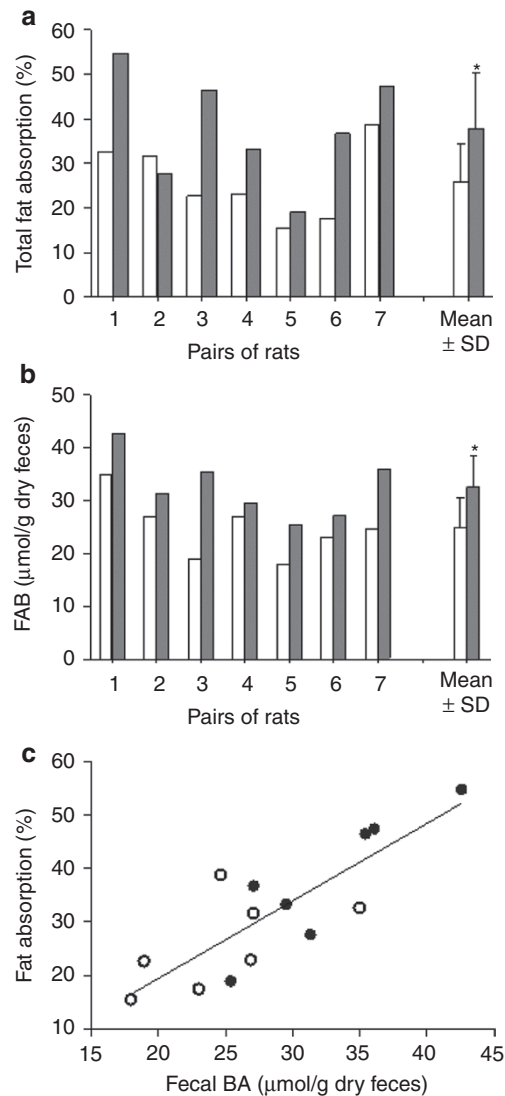 a
Total fat absorption (%)
60
50
40
30
20
10
0
*
1 2 3 4 5 6 7 Mean
± SD
Pairs of rats
b
FAB (μmol/g dry feces)
50
40
30
20
10
0
*
1 2 3 4 5 6 7 Mean
± SD
Pairs of rats
c
Fat absorption (%)
60
50
40
30
20
10
15 20 25 30 35 40 45
Fecal BA (μmol/g dry feces)